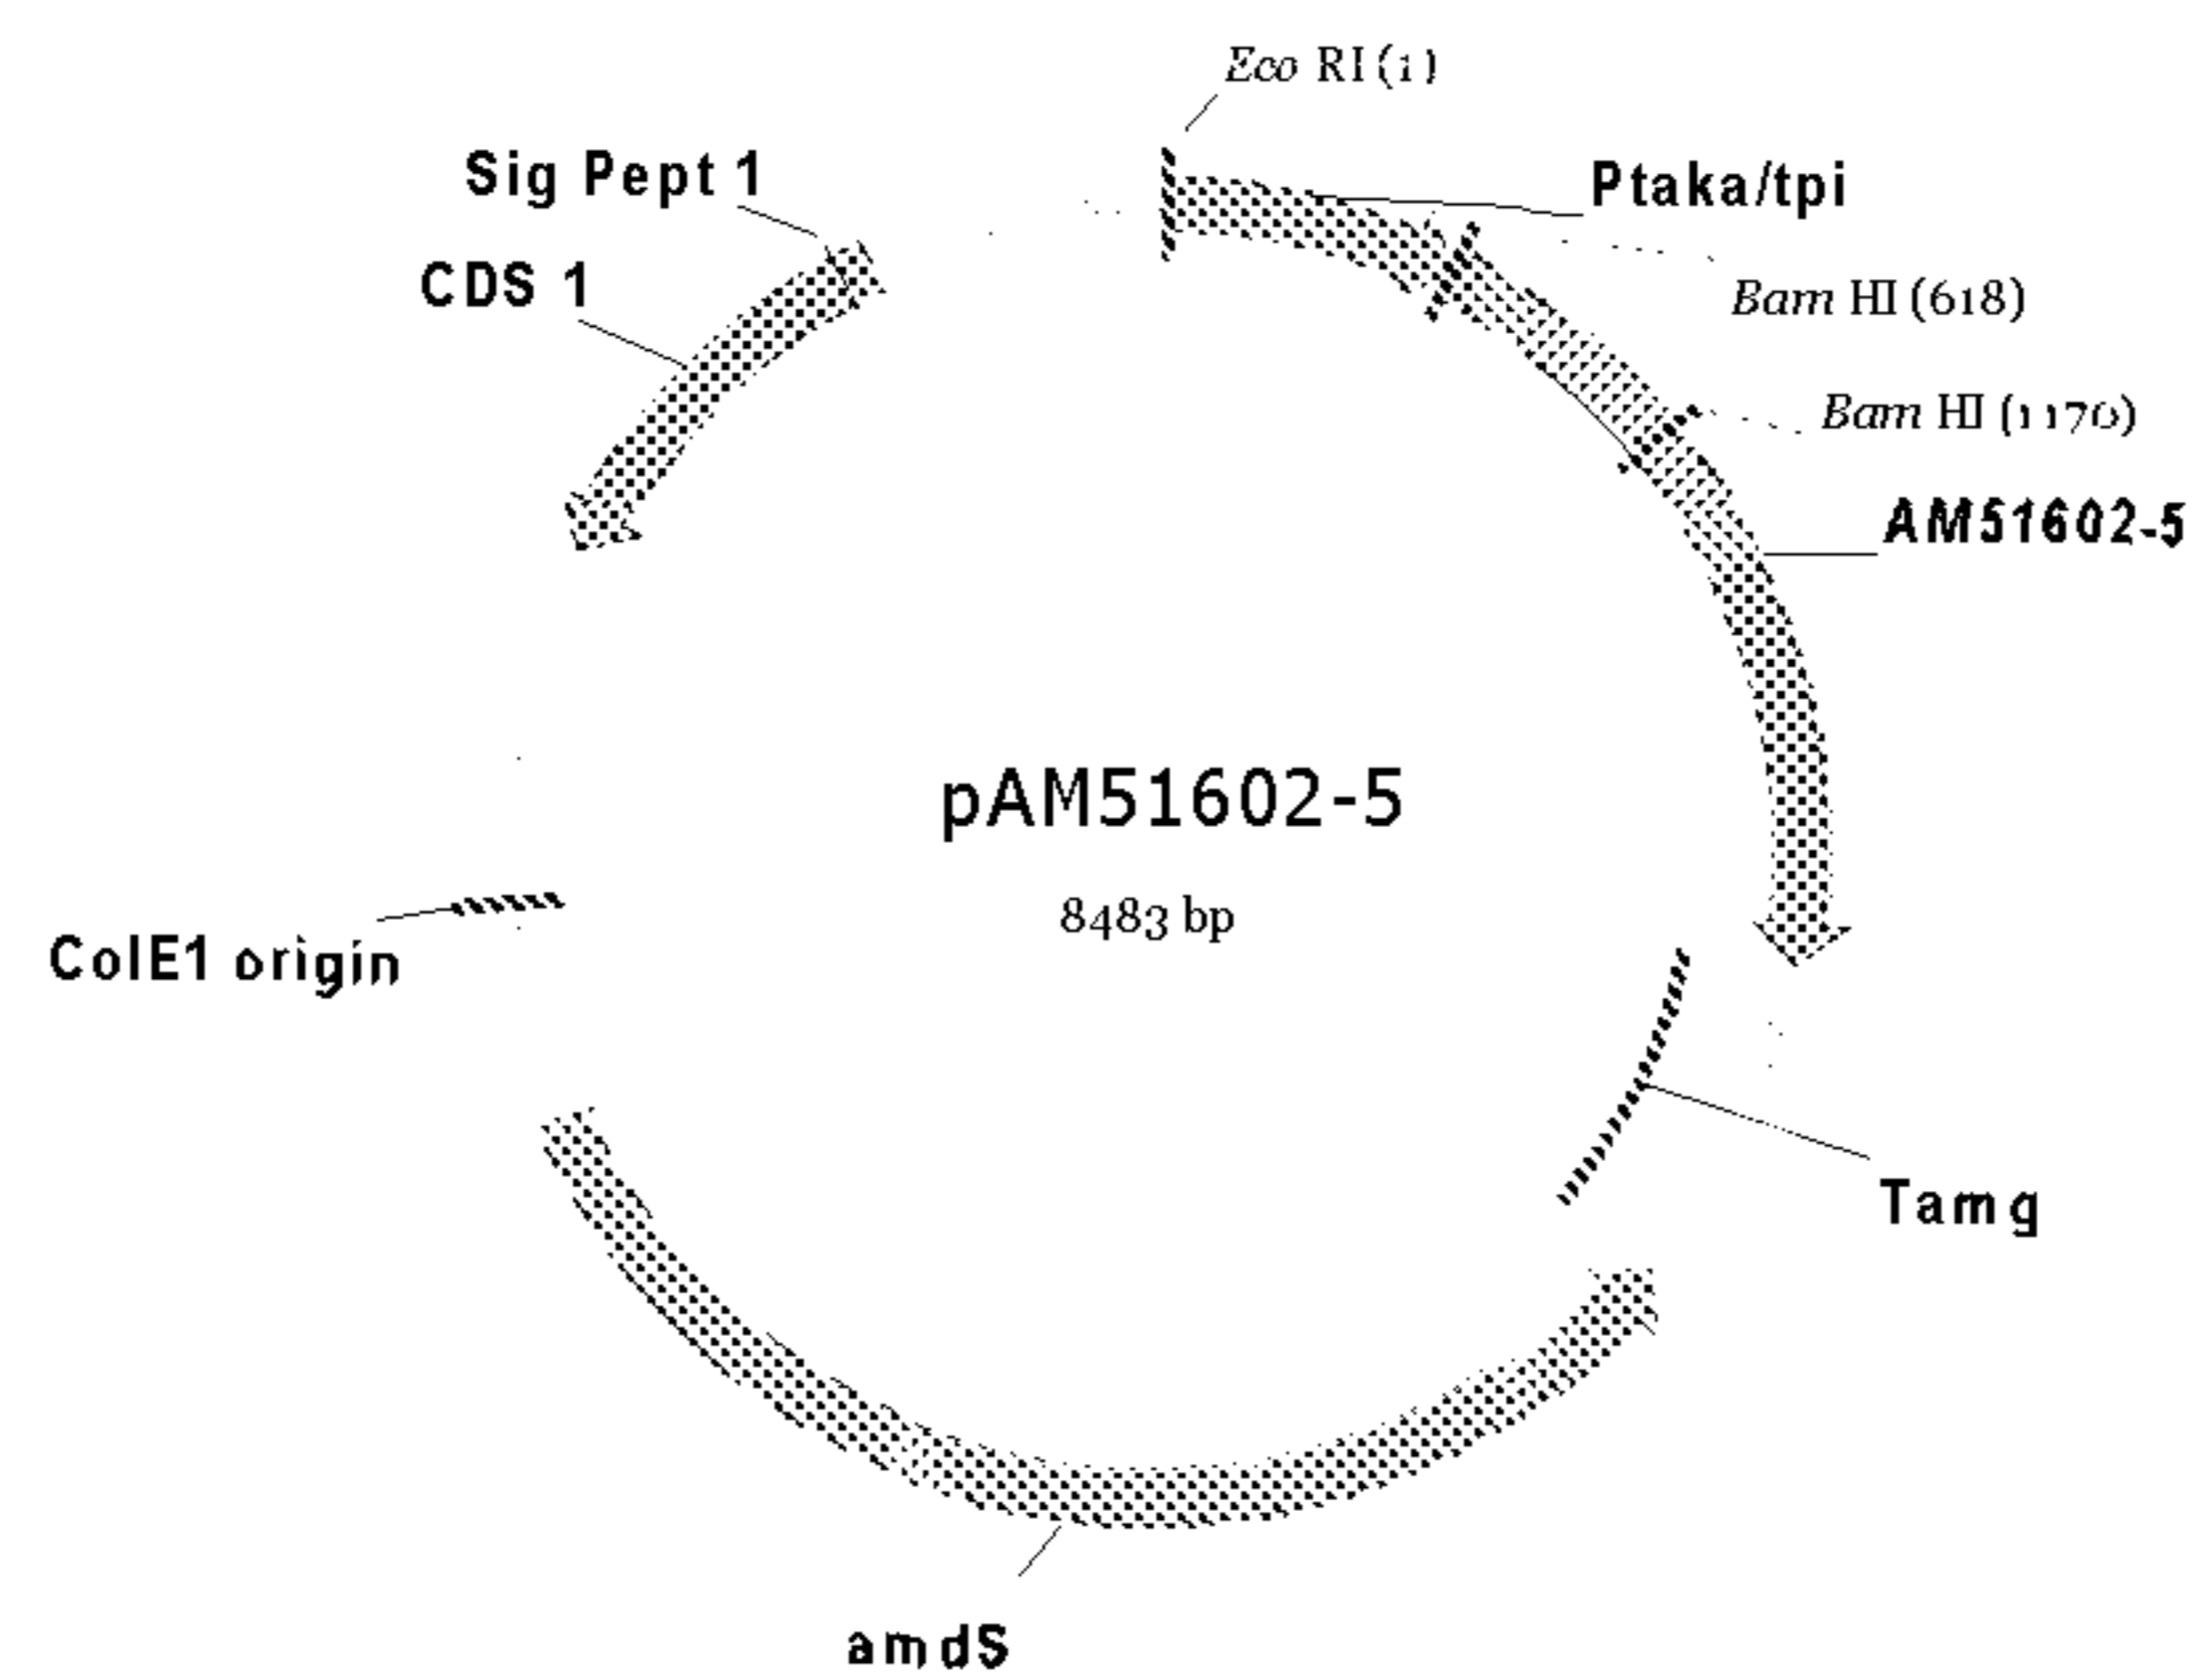 Eco RI (1)
Sig Pept 1
Ptaka/tpi
CDS 1
Bam HI (618)
Bam HI (1170)
AM51602-5
pAM51602-5
8483 bp
ColE1 origin
Tamg
amdS